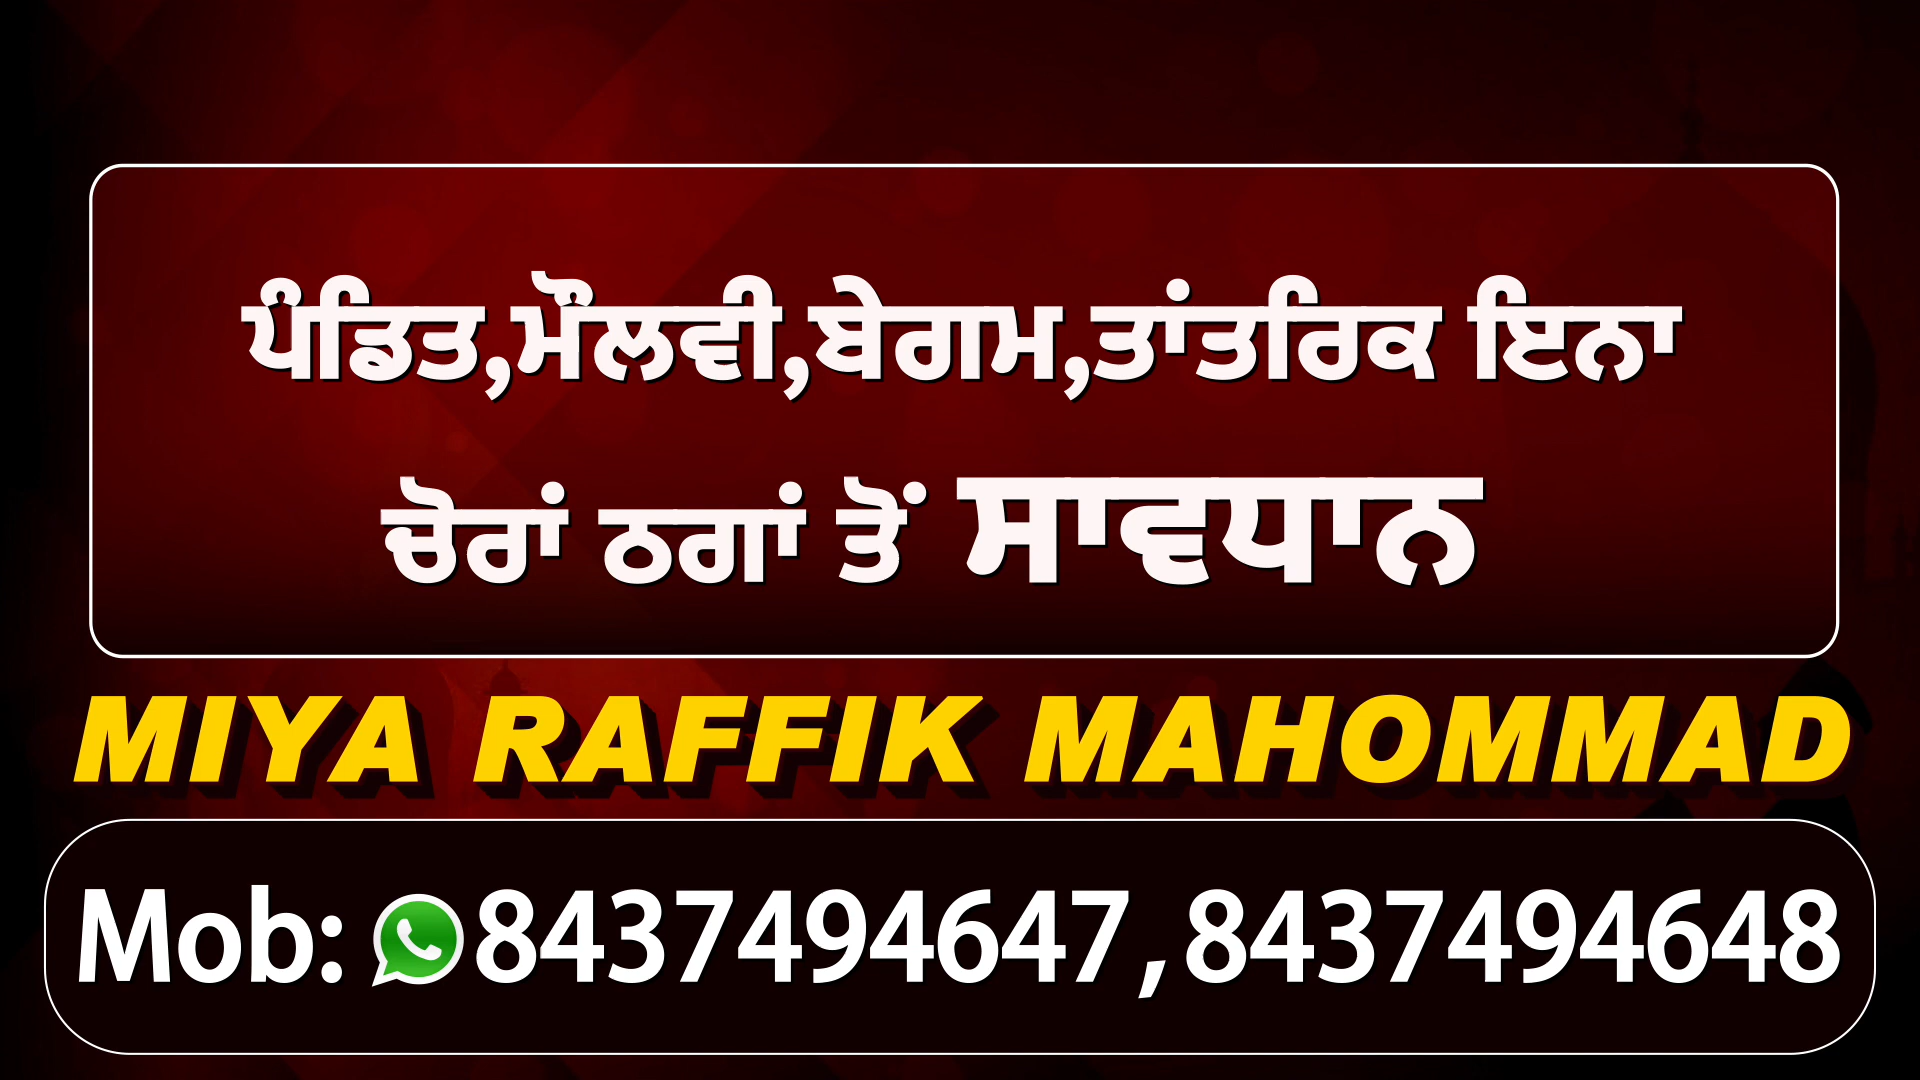 ਪੰਡਿਤ,ਮੌਲਵੀ,ਬੇਗਮ,ਤਾਂਤਰਿਕ ਇਨਾ
ਚੋਰਾਂ ਠਗਾਂ ਤੋਂ ਸਾਵਧਾਨ
MIYA RAFFIK MAHOMMAD
Mob: 8437494647, 8437494648